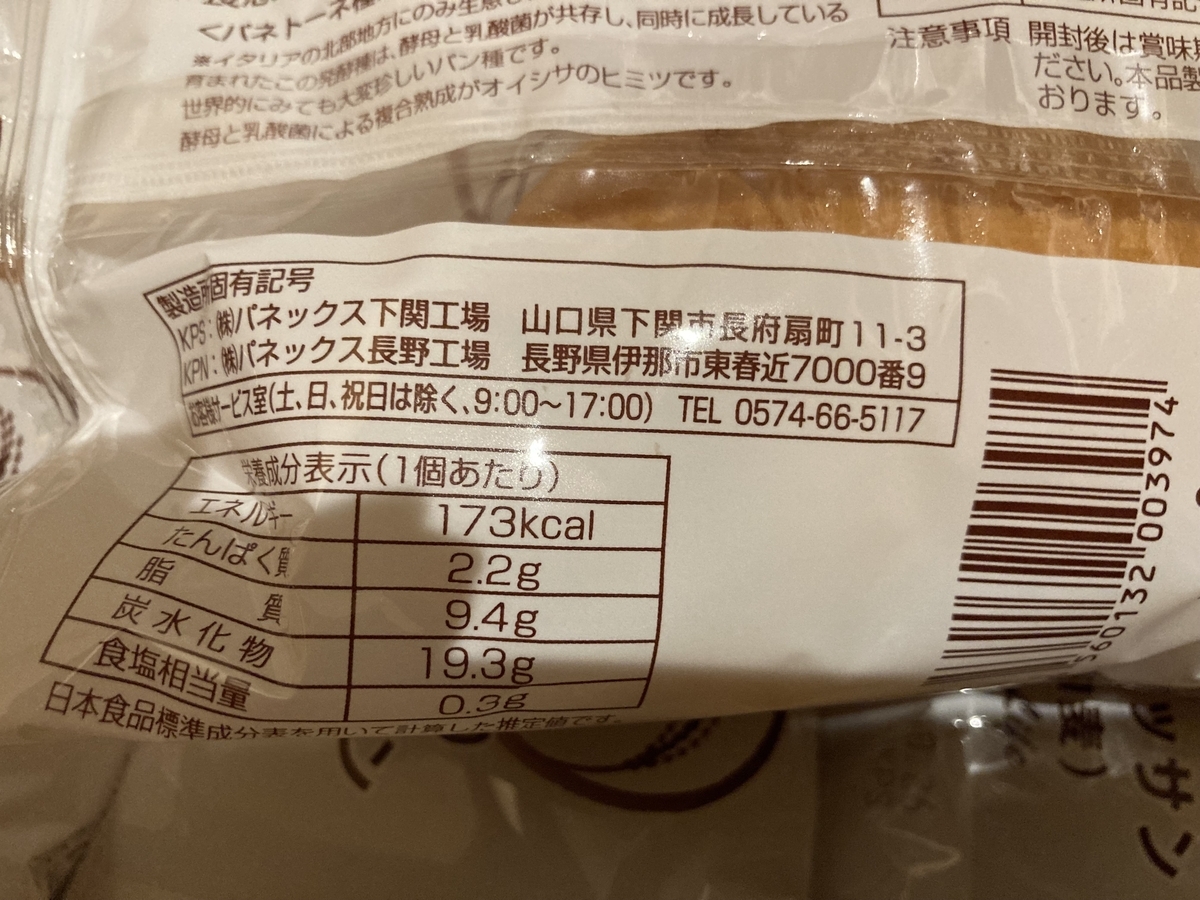 <パネトーネ種
※イタリアの北部地方にのみ生息し
育まれたこの発酵種は、酵母と乳酸菌が共存し、同時に成長している
世界的にみても大変珍しいパン種です。
酵母と乳酸菌による複合熟成がオイシサのヒミツです。
注意事項 開封後は賞味期
ださい。本品製
おります。
製造所固有記号
KPS:㈱パネックス下関工場 山口県下関市長府扇町11-3
KPN:㈱パネックス長野工場 長野県伊那市東春近7000番9
お客様サービス室(土、日、祝日は除く、9:00〜17:00) TEL 0574-66-5117
栄養成分表示(1個あたり)
エネルギー 173kcal
たんぱく質 2.2g
脂質 9.4g
炭水化物 19.3g
食塩相当量 0.3g
日本食品標準成分表を用いて計算した推定値です。
560132 003974
ッサン
麦)
ン